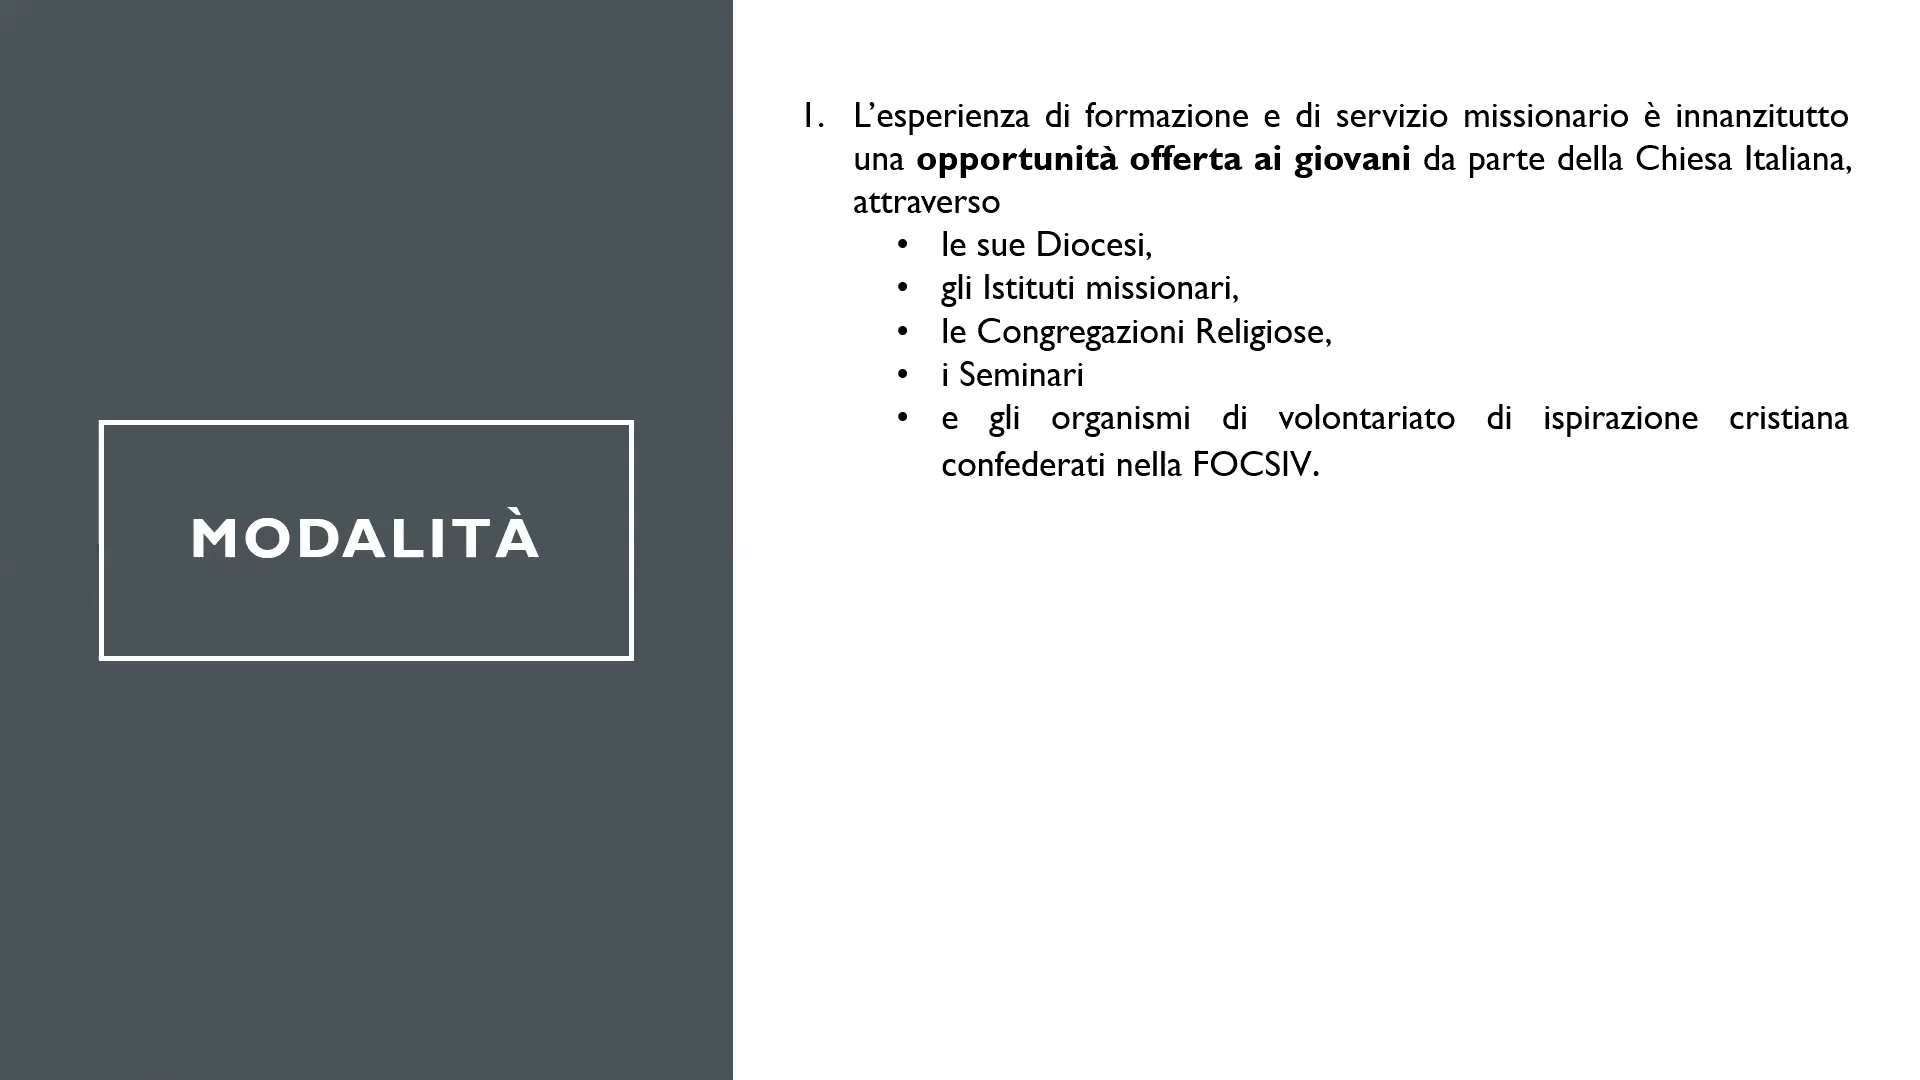 MODALITÀ
1. L’esperienza di formazione e di servizio missionario è innanzitutto
una opportunità offerta ai giovani da parte della Chiesa Italiana,
attraverso
• le sue Diocesi,
• gli Istituti missionari,
• le Congregazioni Religiose,
• i Seminari
• e gli organismi di volontariato di ispirazione cristiana
confederati nella FOCSIV.